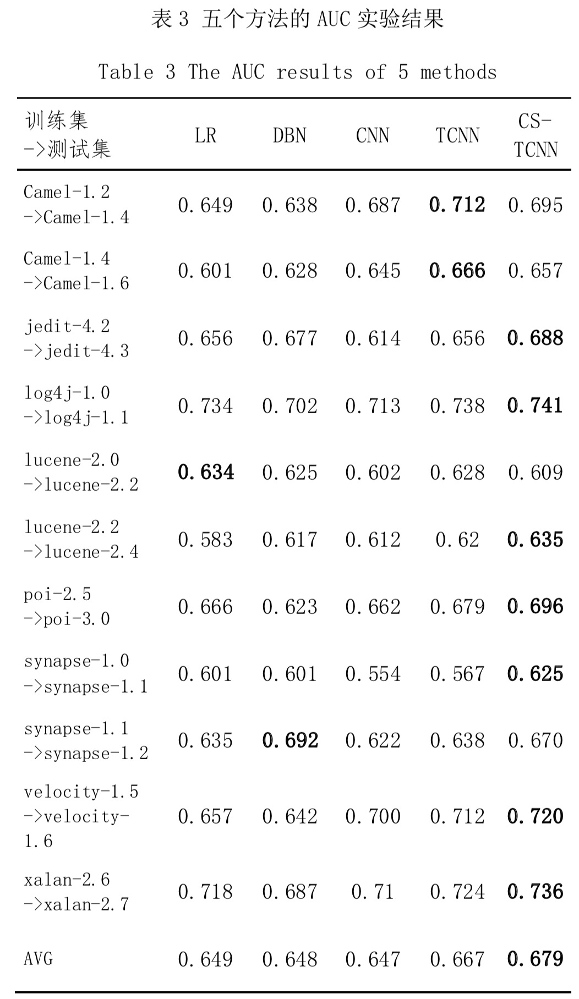 表 3 五个方法的 AUC 实验结果
Table 3 The AUC results of 5 methods
训练集
->测试集 LR DBN CNN TCNN CS-
TCNN
Camel-1.2
->Camel-1.4 0.649 0.638 0.687 0.712 0.695
Camel-1.4
->Camel-1.6 0.601 0.628 0.645 0.666 0.657
jedit-4.2
->jedit-4.3 0.656 0.677 0.614 0.656 0.688
log4j-1.0
->log4j-1.1 0.734 0.702 0.713 0.738 0.741
lucene-2.0
->lucene-2.2 0.634 0.625 0.602 0.628 0.609
lucene-2.2
->lucene-2.4 0.583 0.617 0.612 0.62 0.635
poi-2.5
->poi-3.0 0.666 0.623 0.662 0.679 0.696
synapse-1.0
->synapse-1.1 0.601 0.601 0.554 0.567 0.625
synapse-1.1
->synapse-1.2 0.635 0.692 0.622 0.638 0.670
velocity-1.5
->velocity- 0.657 0.642 0.700 0.712 0.720
1.6
xalan-2.6
->xalan-2.7 0.718 0.687 0.71 0.724 0.736
AVG 0.649 0.648 0.647 0.667 0.679